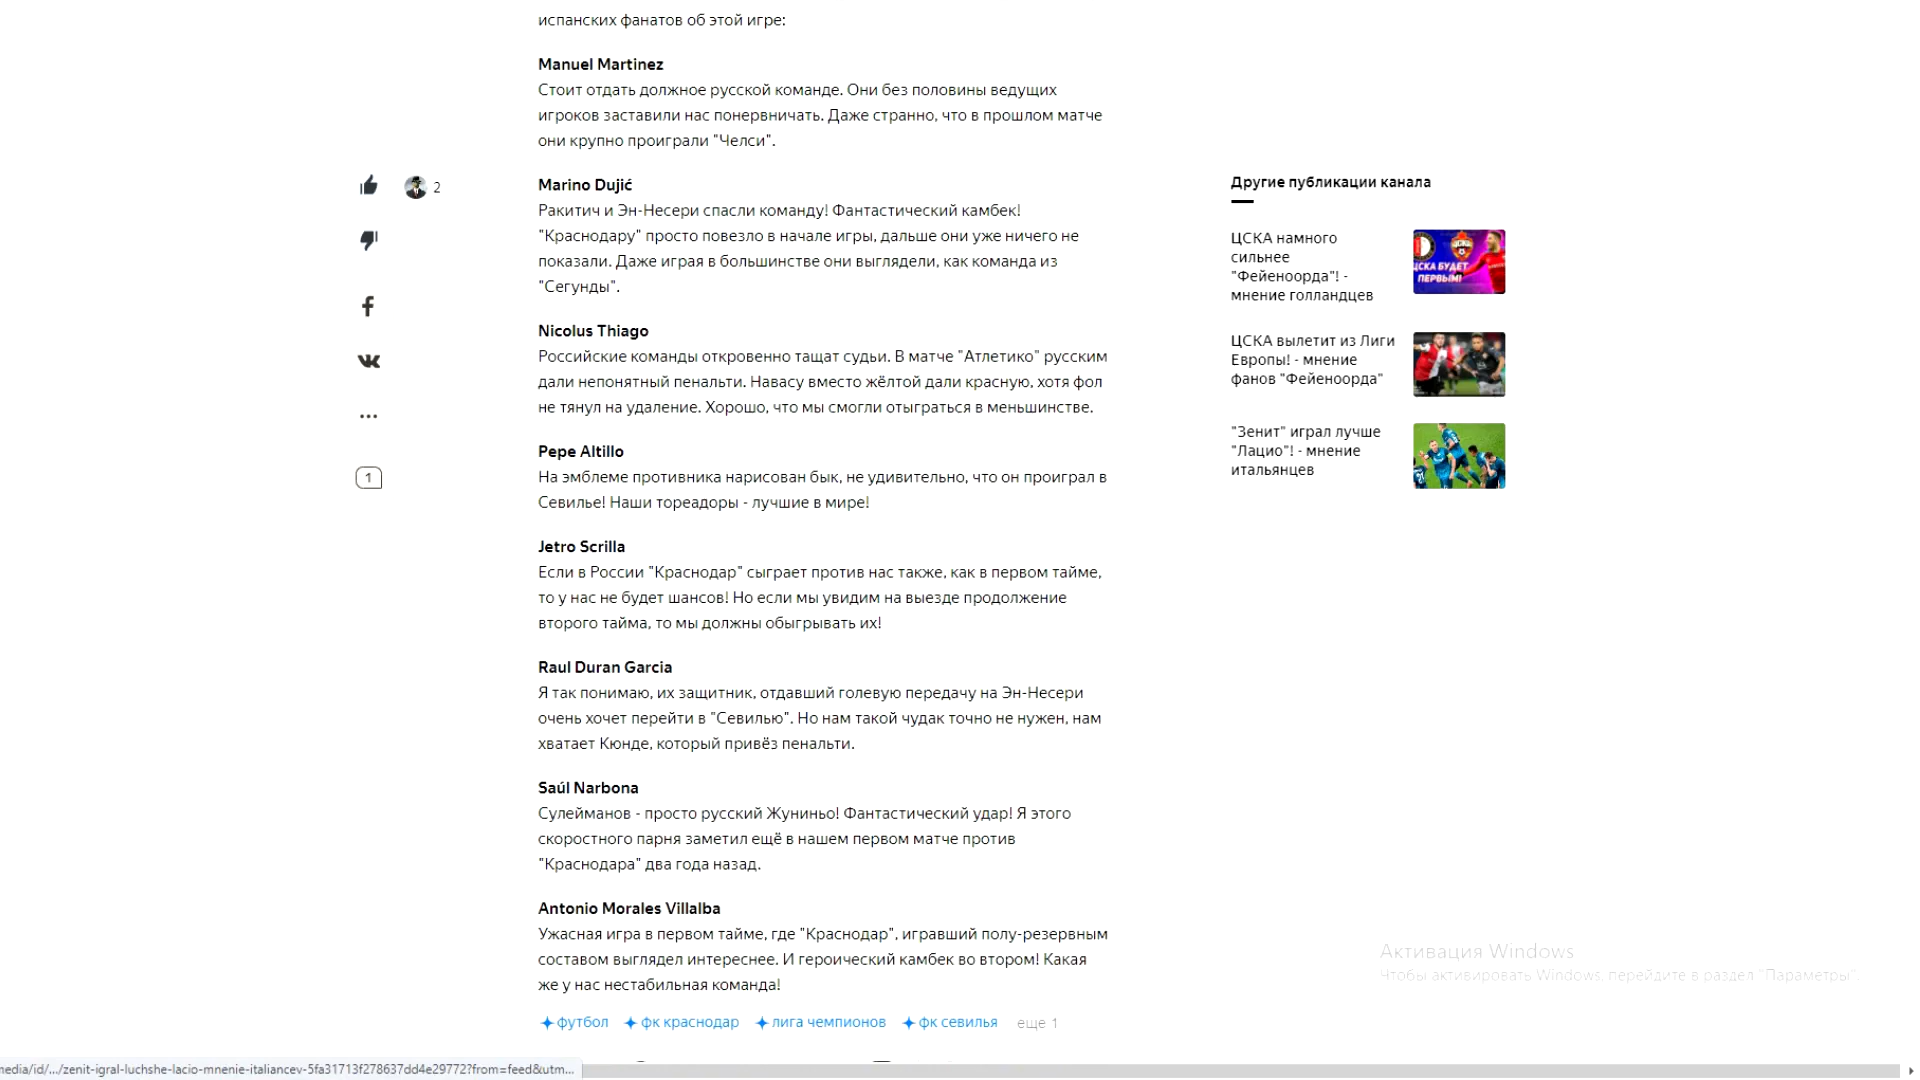 испанских фанатов об этой игре:
Manuel Martinez
Стоит отдать должное русской команде. Они без половины ведущих
игроков заставили нас понервничать. Даже странно, что в прошлом матче
они крупно проиграли "Челси".
Marino Dujić
Ракитич и Эн-Несери спасли команду! Фантастический камбек!
"Краснодару" просто повезло в начале игры, дальше они уже ничего не
показали. Даже играя в большинстве они выглядели, как команда из
"Сегунды".
Nicolus Thiago
Российские команды откровенно тащат судьи. В матче "Атлетико" русским
дали непонятный пенальти. Навасу вместо жёлтой дали красную, хотя фол
не тянул на удаление. Хорошо, что мы смогли отыграться в меньшинстве.
Pepe Altillo
На эмблеме противника нарисован бык, не удивительно, что он проиграл в
Севилье! Наши тореадоры - лучшие в мире!
Jetro Scrilla
Если в России "Краснодар" сыграет против нас также, как в первом тайме,
то у нас не будет шансов! Но если мы увидим на выезде продолжение
второго тайма, то мы должны обыгрывать их!
Raul Duran Garcia
Я так понимаю, их защитник, отдавший голевую передачу на Эн-Несери
очень хочет перейти в "Севилью". Но нам такой чудак точно не нужен, нам
хватает Кюнде, который привёз пенальти.
Saúl Narbona
Сулейманов - просто русский Жуниньо! Фантастический удар! Я этого
скоростного парня заметил ещё в нашем первом матче против
"Краснодара" два года назад.
Antonio Morales Villalba
Ужасная игра в первом тайме, где "Краснодар", игравший полу-резервным
составом выглядел интереснее. И героический камбек во втором! Какая
же у нас нестабильная команда!
футбол фк краснодар лига чемпионов фк севилья еще 1
2
1
Другие публикации канала
ЦСКА намного
сильнее
"Фейеноорда"! -
мнение голландцев
ЦСКА БУДЕТ
ПЕРВЫМ!
ЦСКА вылетит из Лиги
Европы! - мнение
фанов "Фейеноорда"
"Зенит" играл лучше
"Лацио"! - мнение
итальянцев
Активация Windows
Чтобы активировать Windows, перейдите в раздел "Параметры".
media/id/.../zenit-igral-luchshe-lacio-mnenie-italiancev-5fa31713f278637dd4e29772?from=feed&utm...